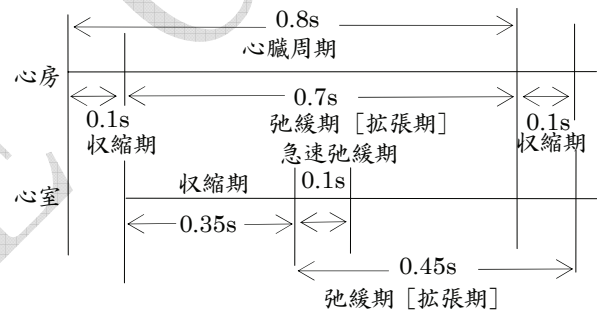 0.8s
心臓周期
心房
0.1s
収縮期
0.7s
弛緩期［拡張期］
0.1s
収縮期
急速弛緩期
心室
収縮期
0.1s
0.35s
0.45s
弛緩期［拡張期］